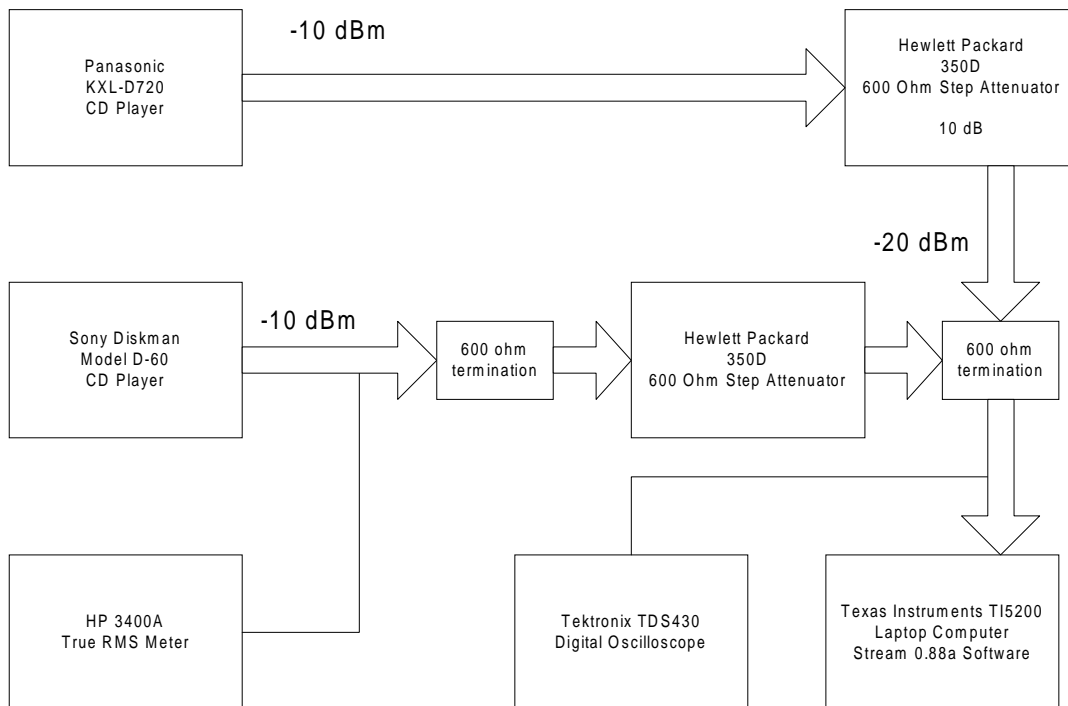 -10 dBm
Panasonic
KXL-D720
CD Player
Hewlett Packard
350D
600 Ohm Step Attenuator
10 dB
-20 dBm
Sony Diskman
Model D-60
CD Player
-10 dBm
600 ohm
termination
Hewlett Packard
350D
600 Ohm Step Attenuator
600 ohm
termination
HP 3400A
True RMS Meter
Tektronix TDS430
Digital Oscilloscope
Texas Instruments TI5200
Laptop Computer
Stream 0.88a Software